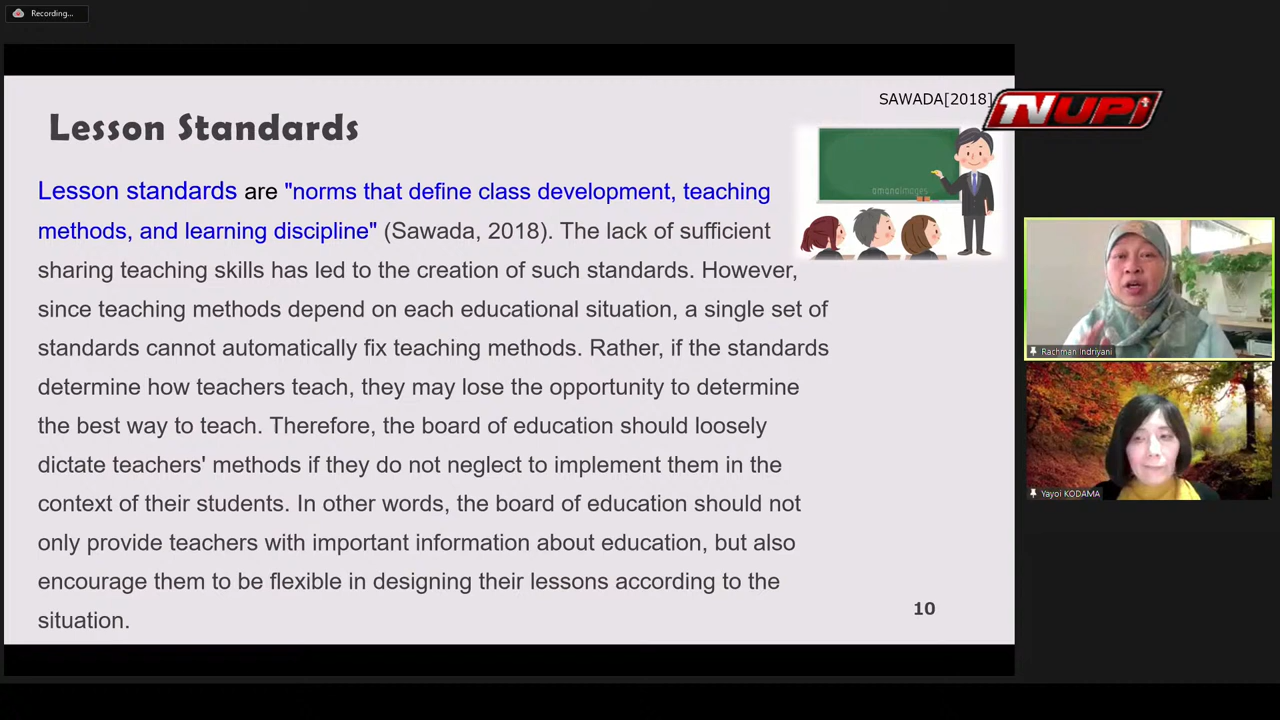 Recording...
SAWADA[2018]
TVUPI
Lesson Standards
amanaimages
Lesson standards are "norms that define class development, teaching
methods, and learning discipline" (Sawada, 2018). The lack of sufficient
sharing teaching skills has led to the creation of such standards. However,
since teaching methods depend on each educational situation, a single set of
standards cannot automatically fix teaching methods. Rather, if the standards
determine how teachers teach, they may lose the opportunity to determine
the best way to teach. Therefore, the board of education should loosely
dictate teachers' methods if they do not neglect to implement them in the
context of their students. In other words, the board of education should not
only provide teachers with important information about education, but also
encourage them to be flexible in designing their lessons according to the
situation.
10
Rachman Indriyani
Yayoi KODAMA